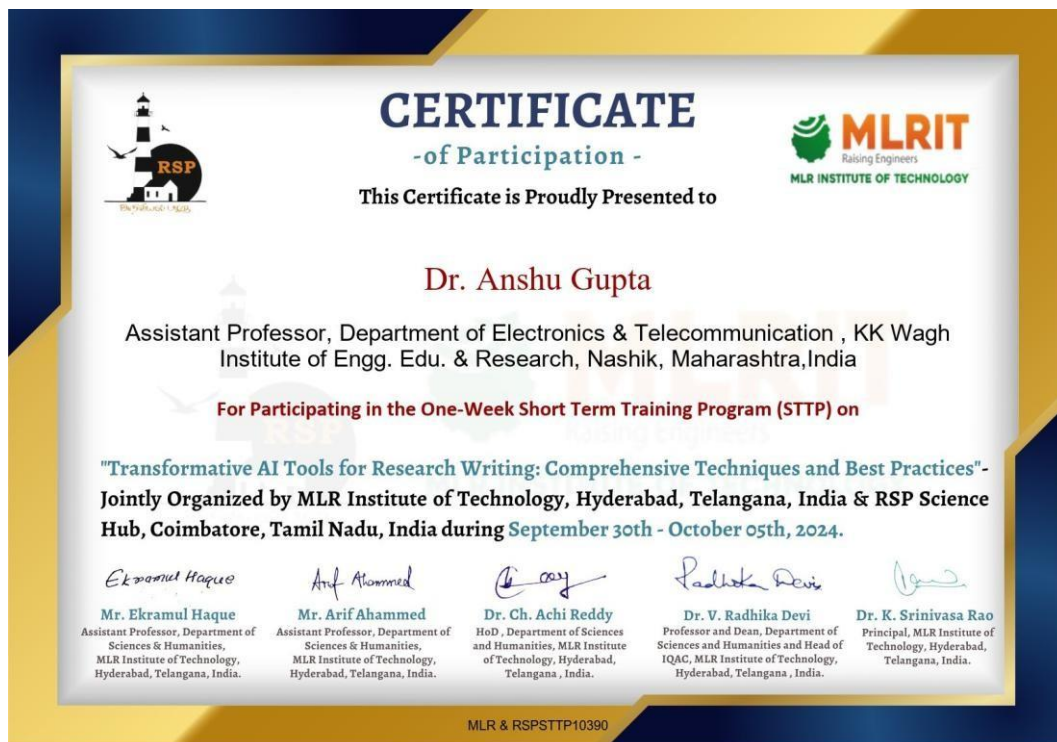 CERTIFICATE
-of Participation -
This Certificate is Proudly Presented to
RSP
MLRIT
Raising Engineers
MLR INSTITUTE OF TECHNOLOGY
Dr. Anshu Gupta
Assistant Professor, Department of Electronics & Telecommunication , KK Wagh
Institute of Engg. Edu. & Research, Nashik, Maharashtra,India
For Participating in the One-Week Short Term Training Program (STTP) on
"Transformative AI Tools for Research Writing: Comprehensive Techniques and Best Practices"-
Jointly Organized by MLR Institute of Technology, Hyderabad, Telangana, India & RSP Science
Hub, Coimbatore, Tamil Nadu, India during September 30th - October 05th, 2024.
Ekramul Haque
Arif Ahammed
Radhika Devi
Mr. Ekramul Haque
Assistant Professor, Department of
Sciences & Humanities,
MLR Institute of Technology,
Hyderabad, Telangana, India.
Mr. Arif Ahammed
Assistant Professor, Department of
Sciences & Humanities,
MLR Institute of Technology,
Hyderabad, Telangana, India.
Dr. Ch. Achi Reddy
HoD , Department of Sciences
and Humanities, MLR Institute
of Technology, Hyderabad,
Telangana , India.
Dr. V. Radhika Devi
Professor and Dean, Department of
Sciences and Humanities and Head of
IQAC, MLR Institute of Technology,
Hyderabad, Telangana , India.
Dr. K. Srinivasa Rao
Principal, MLR Institute of
Technology, Hyderabad,
Telangana, India.
MLR & RSPSTTP10390